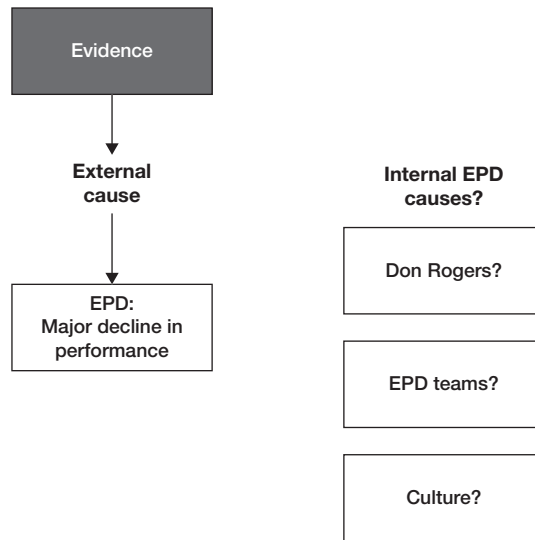 Evidence
External
cause
EPD:
Major decline in
performance
Internal EPD
causes?
Don Rogers?
EPD teams?
Culture?